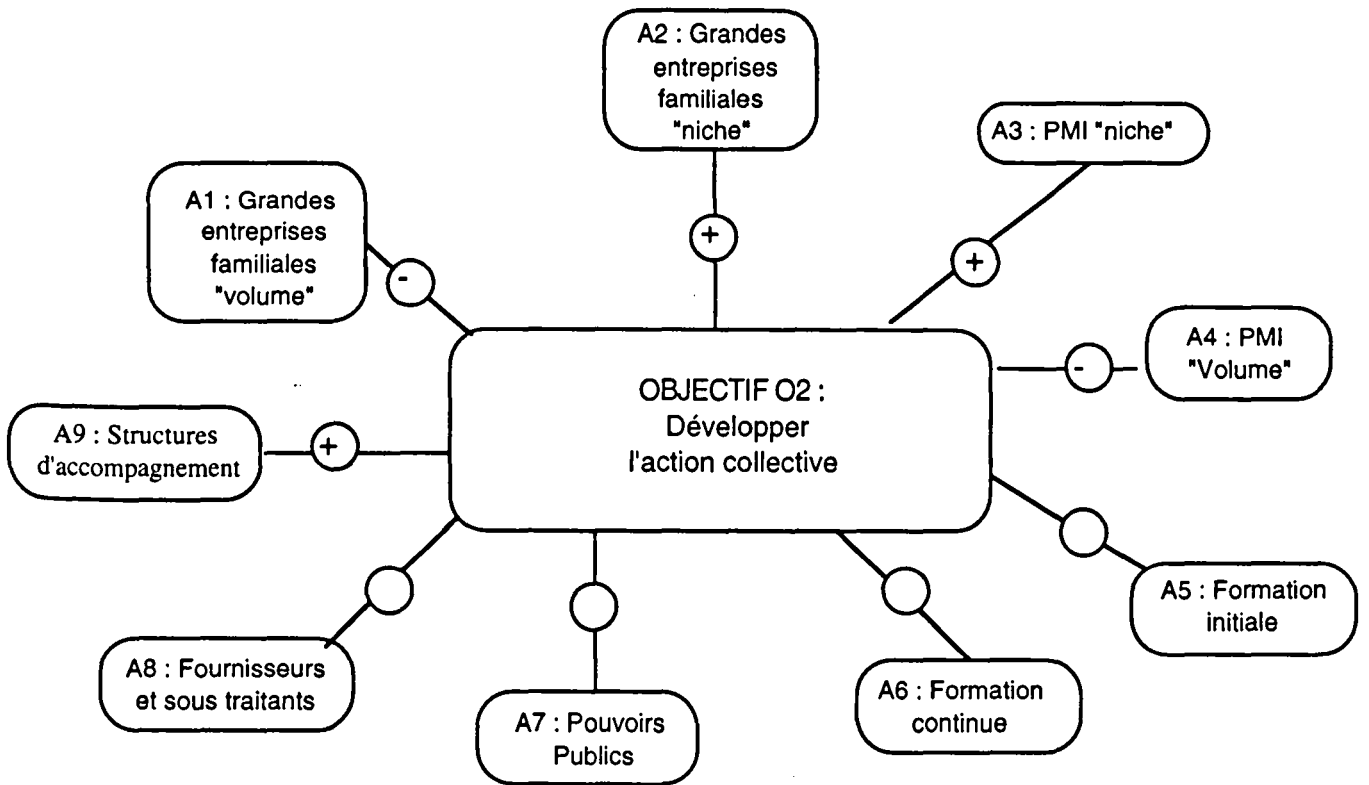 A2 : Grandes
entreprises
familiales
"niche"
A3 : PMI "niche"
A1 : Grandes
entreprises
familiales
"volume"
+
+
-
A4 : PMI
"Volume"
-
OBJECTIF O2 :
Développer
l'action collective
A9 : Structures
d'accompagnement
+
A5 : Formation
initiale
A8 : Fournisseurs
et sous traitants
A7 : Pouvoirs
Publics
A6 : Formation
continue